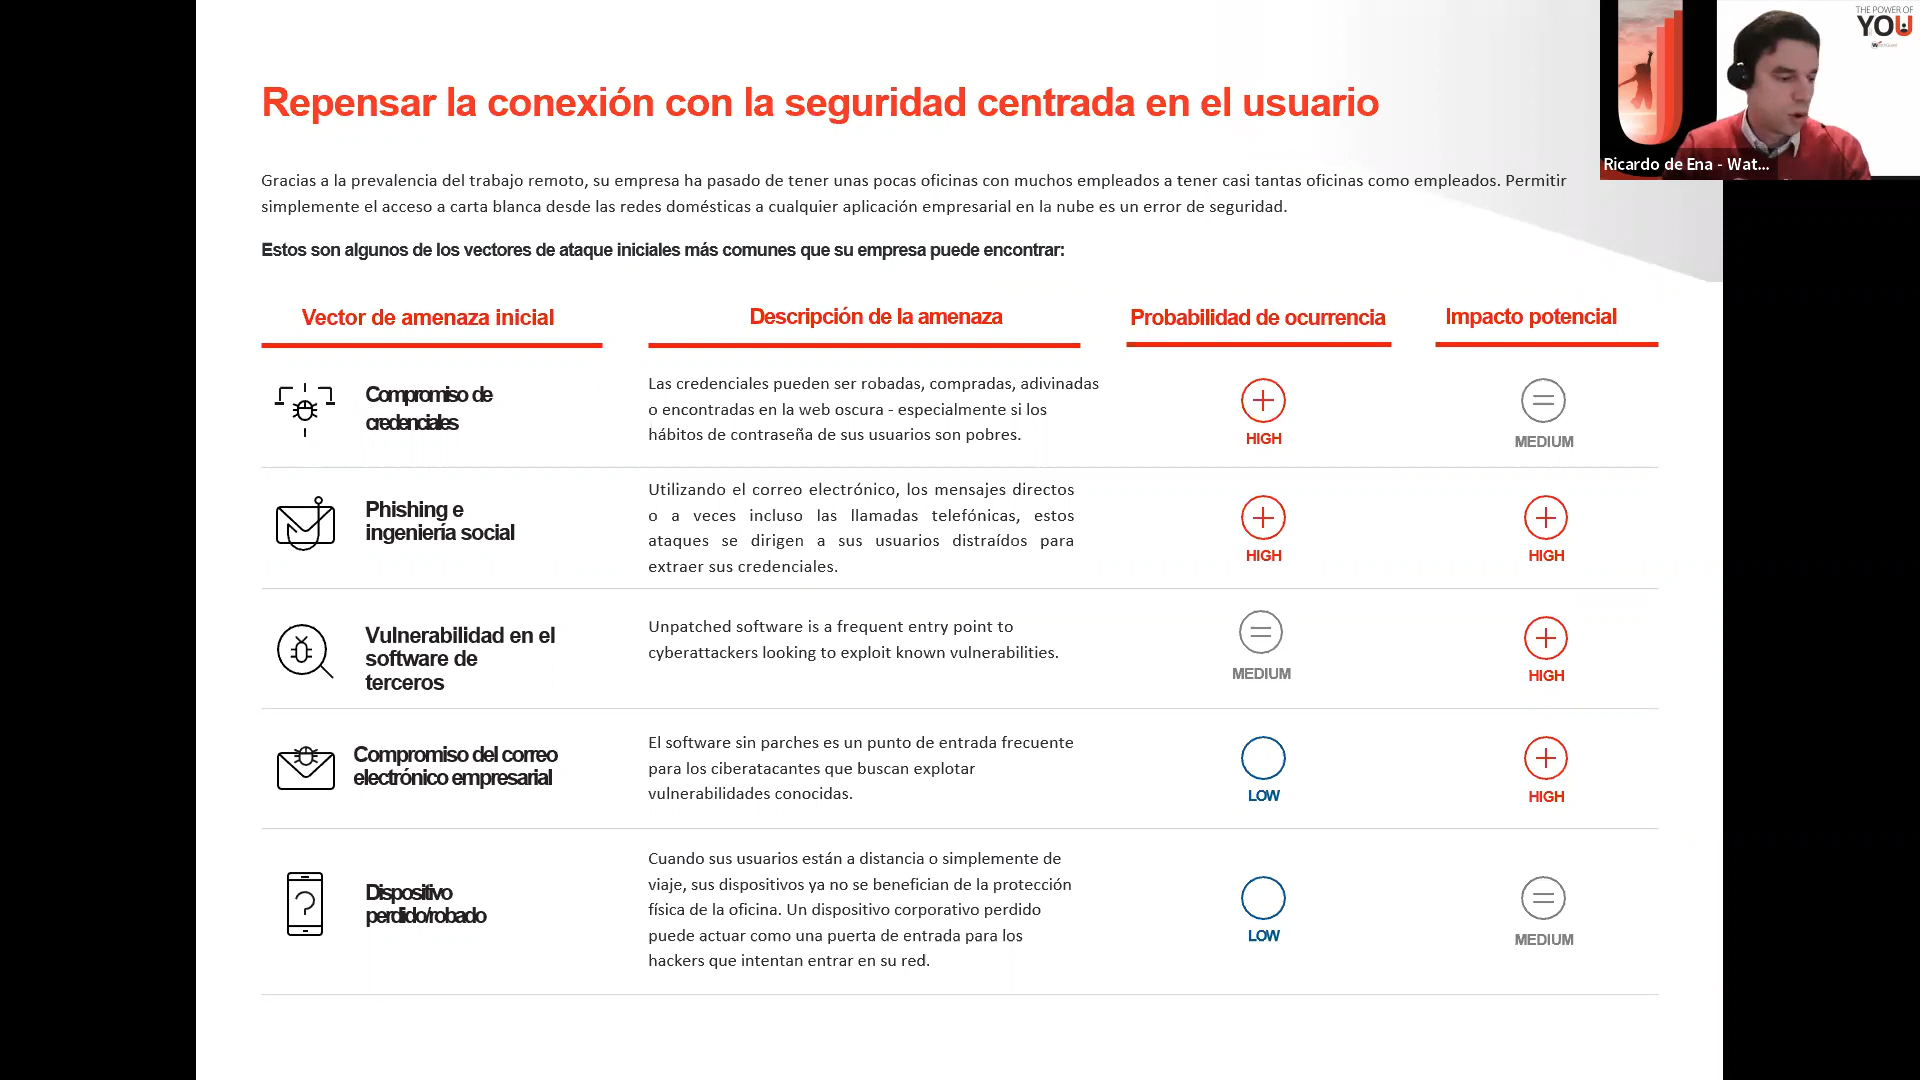 THE POWER OF
YOU
Ricardo de Ena - Wat...
Repensar la conexión con la seguridad centrada en el usuario
Gracias a la prevalencia del trabajo remoto, su empresa ha pasado de tener unas pocas oficinas con muchos empleados a tener casi tantas oficinas como empleados. Permitir
simplemente el acceso a carta blanca desde las redes domésticas a cualquier aplicación empresarial en la nube es un error de seguridad.
Estos son algunos de los vectores de ataque iniciales más comunes que su empresa puede encontrar:
Vector de amenaza inicial
Descripción de la amenaza
Probabilidad de ocurrencia
Impacto potencial
Compromiso de
credenciales
Las credenciales pueden ser robadas, compradas, adivinadas
o encontradas en la web oscura - especialmente si los
hábitos de contraseña de sus usuarios son pobres.
HIGH
MEDIUM
Phishing e
ingeniería social
Utilizando el correo electrónico, los mensajes directos
o a veces incluso las llamadas telefónicas, estos
ataques se dirigen a sus usuarios distraídos para
extraer sus credenciales.
HIGH
HIGH
Vulnerabilidad en el
software de
terceros
Unpatched software is a frequent entry point to
cyberattackers looking to exploit known vulnerabilities.
MEDIUM
HIGH
Compromiso del correo
electrónico empresarial
El software sin parches es un punto de entrada frecuente
para los ciberatacantes que buscan explotar
vulnerabilidades conocidas.
LOW
HIGH
Dispositivo
perdido/robado
Cuando sus usuarios están a distancia o simplemente de
viaje, sus dispositivos ya no se benefician de la protección
física de la oficina. Un dispositivo corporativo perdido
puede actuar como una puerta de entrada para los
hackers que intentan entrar en su red.
LOW
MEDIUM